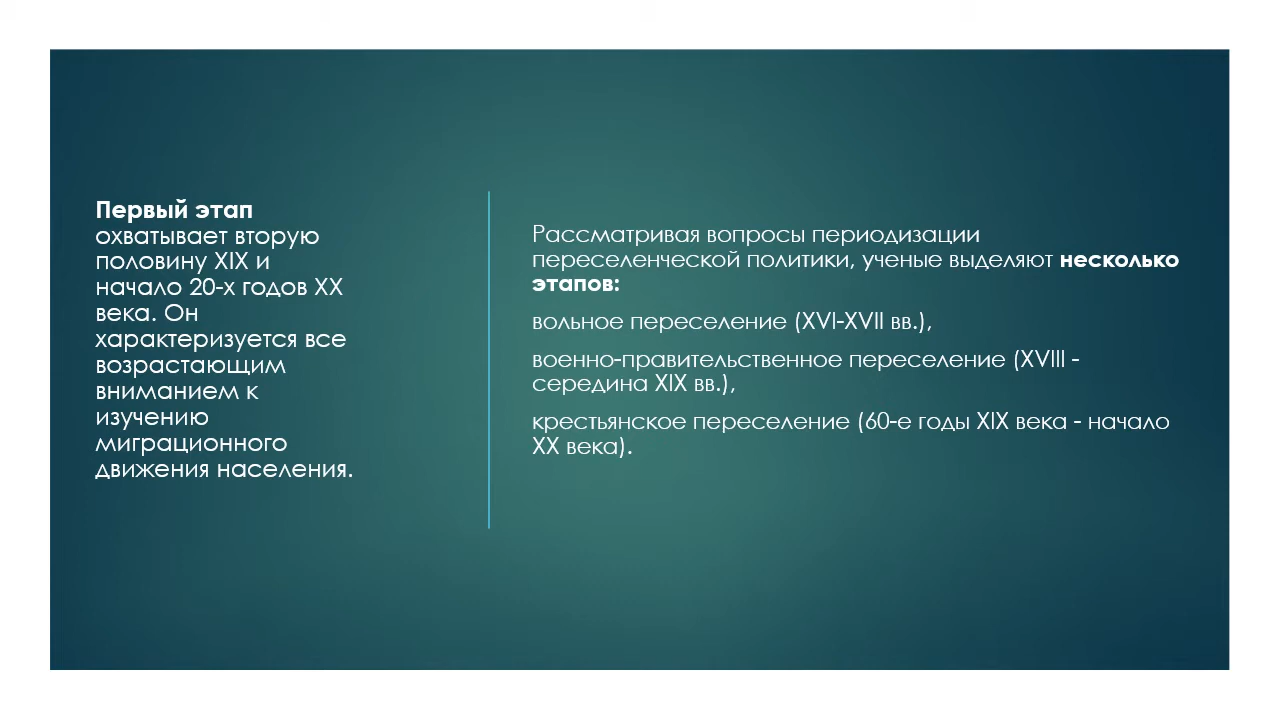 Первый этап
охватывает вторую
половину XIX и
начало 20-х годов XX
века. Он
характеризуется все
возрастающим
вниманием к
изучению
миграционного
движения населения.
Рассматривая вопросы периодизации
переселенческой политики, ученые выделяют несколько
этапов:
вольное переселение (XVI-XVII вв.),
военно-правительственное переселение (XVIII -
середина XIX вв.),
крестьянское переселение (60-е годы XIX века - начало
XX века).